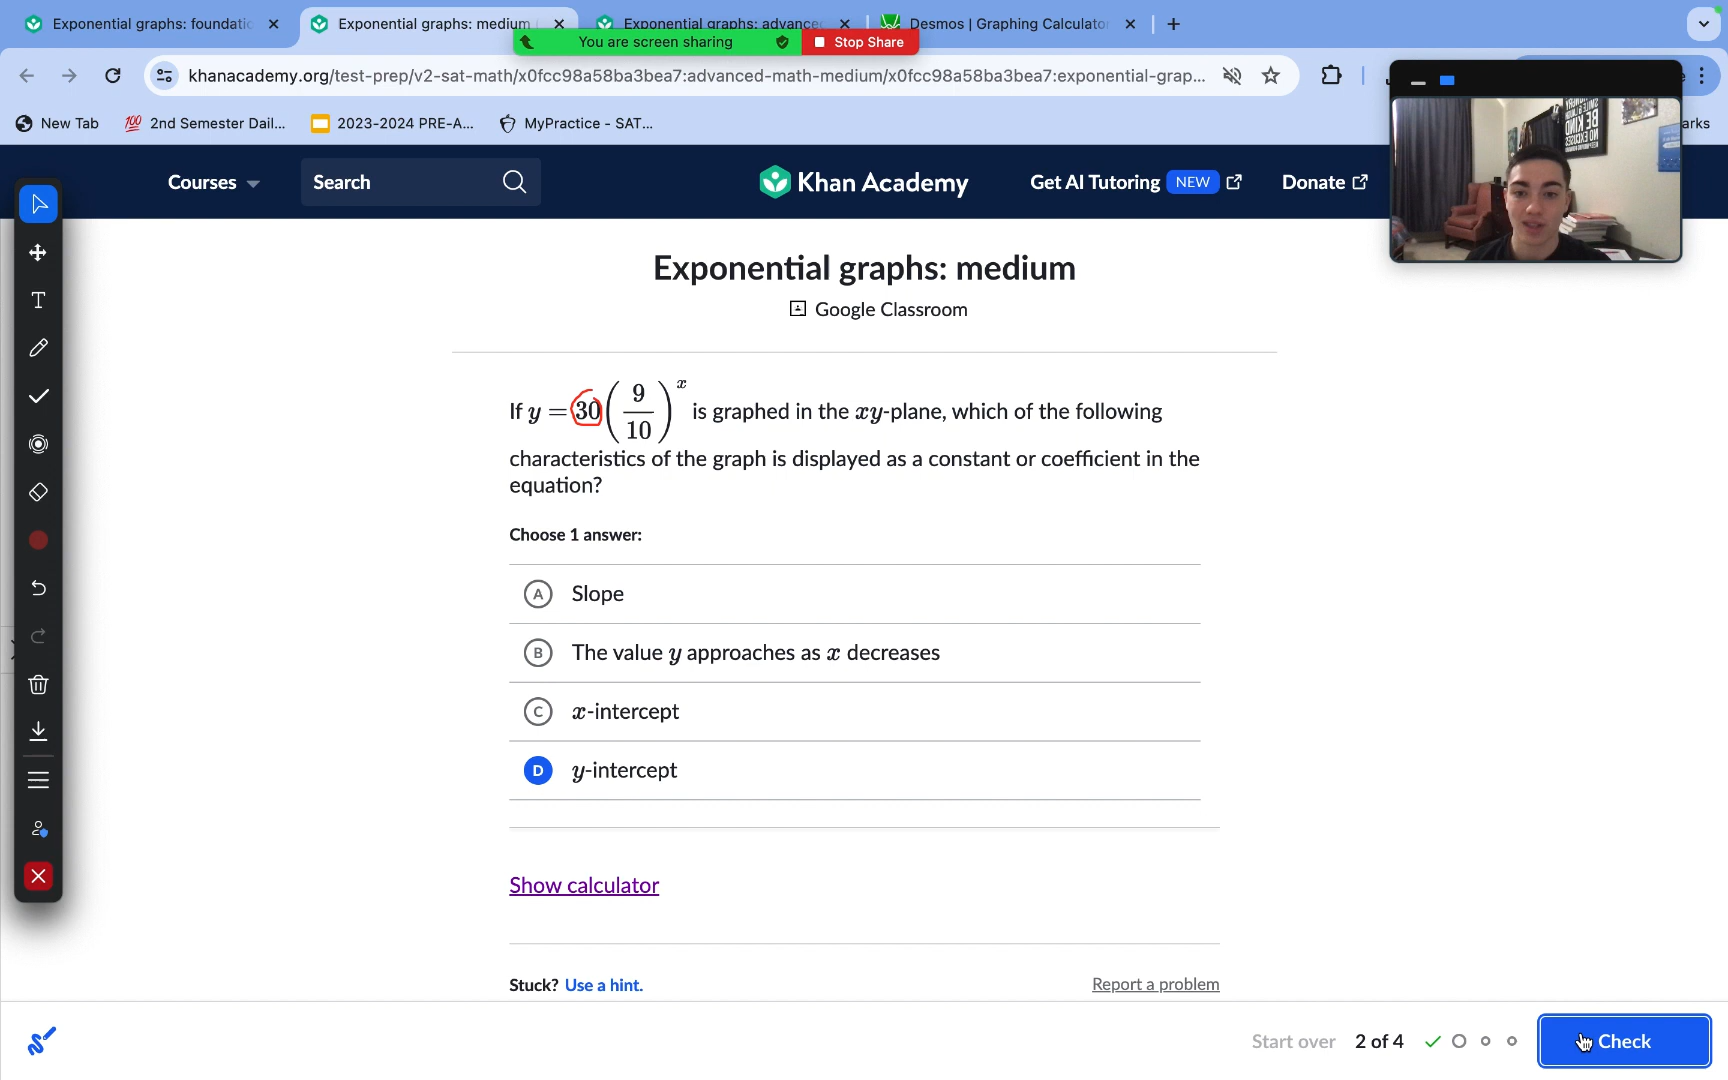 Exponential graphs: foundatio
Exponential graphs: medium
Exponential graphs: advance
Desmos | Graphing Calculator
You are screen sharing
Stop Share
khanacademy.org/test-prep/v2-sat-math/x0fcc98a58ba3bea7:advanced-math-medium/x0fcc98a58ba3bea7:exponential-grap...
New Tab
2nd Semester Dail...
2023-2024 PRE-A...
MyPractice - SAT...
arks
Courses
Search
Khan Academy
Get AI Tutoring NEW
Donate
Exponential graphs: medium
Google Classroom
If y = 30(9/10)^x is graphed in the xy-plane, which of the following
characteristics of the graph is displayed as a constant or coefficient in the
equation?
Choose 1 answer:
A Slope
B The value y approaches as x decreases
C x-intercept
D y-intercept
Show calculator
Stuck? Use a hint.
Report a problem
Start over 2 of 4
Check